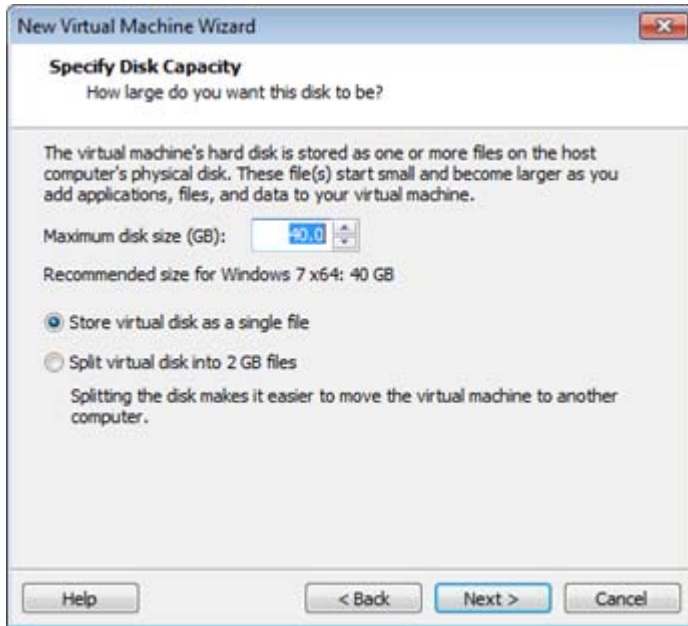 New Virtual Machine Wizard
Specify Disk Capacity
How large do you want this disk to be?
The virtual machine's hard disk is stored as one or more files on the host
computer's physical disk. These file(s) start small and become larger as you
add applications, files, and data to your virtual machine.
Maximum disk size (GB): 40.0
Recommended size for Windows 7 x64: 40 GB
Store virtual disk as a single file
Split virtual disk into 2 GB files
Splitting the disk makes it easier to move the virtual machine to another
computer.
Help < Back Next > Cancel